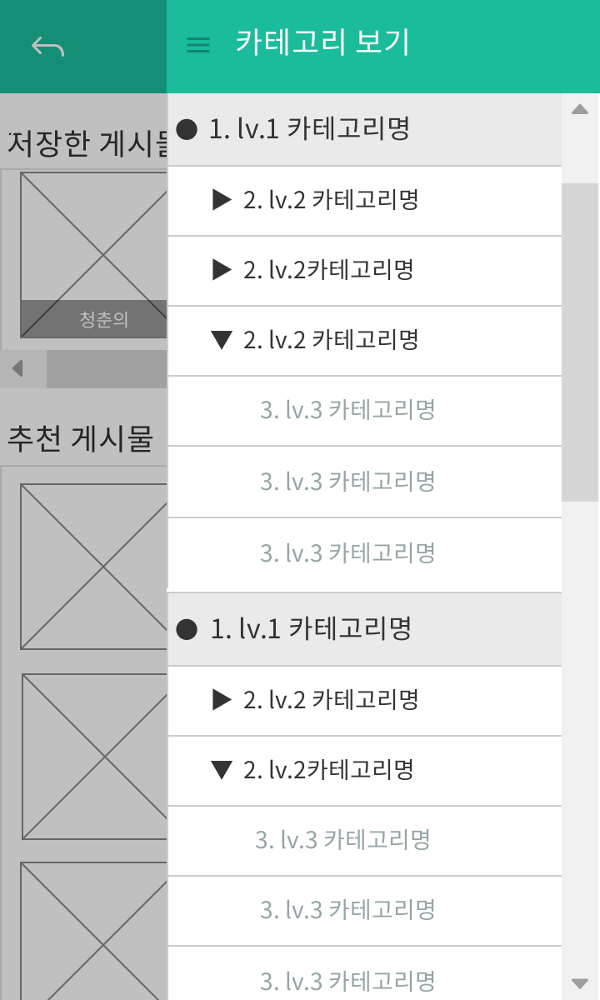 카테고리 보기
저장한 게시물
청춘의
추천 게시물
● 1. lv.1 카테고리명
▶ 2. lv.2 카테고리명
▶ 2. lv.2카테고리명
▼ 2. lv.2 카테고리명
3. lv.3 카테고리명
3. lv.3 카테고리명
3. lv.3 카테고리명
● 1. lv.1 카테고리명
▶ 2. lv.2 카테고리명
▼ 2. lv.2카테고리명
3. lv.3 카테고리명
3. lv.3 카테고리명
3. lv.3 카테고리명